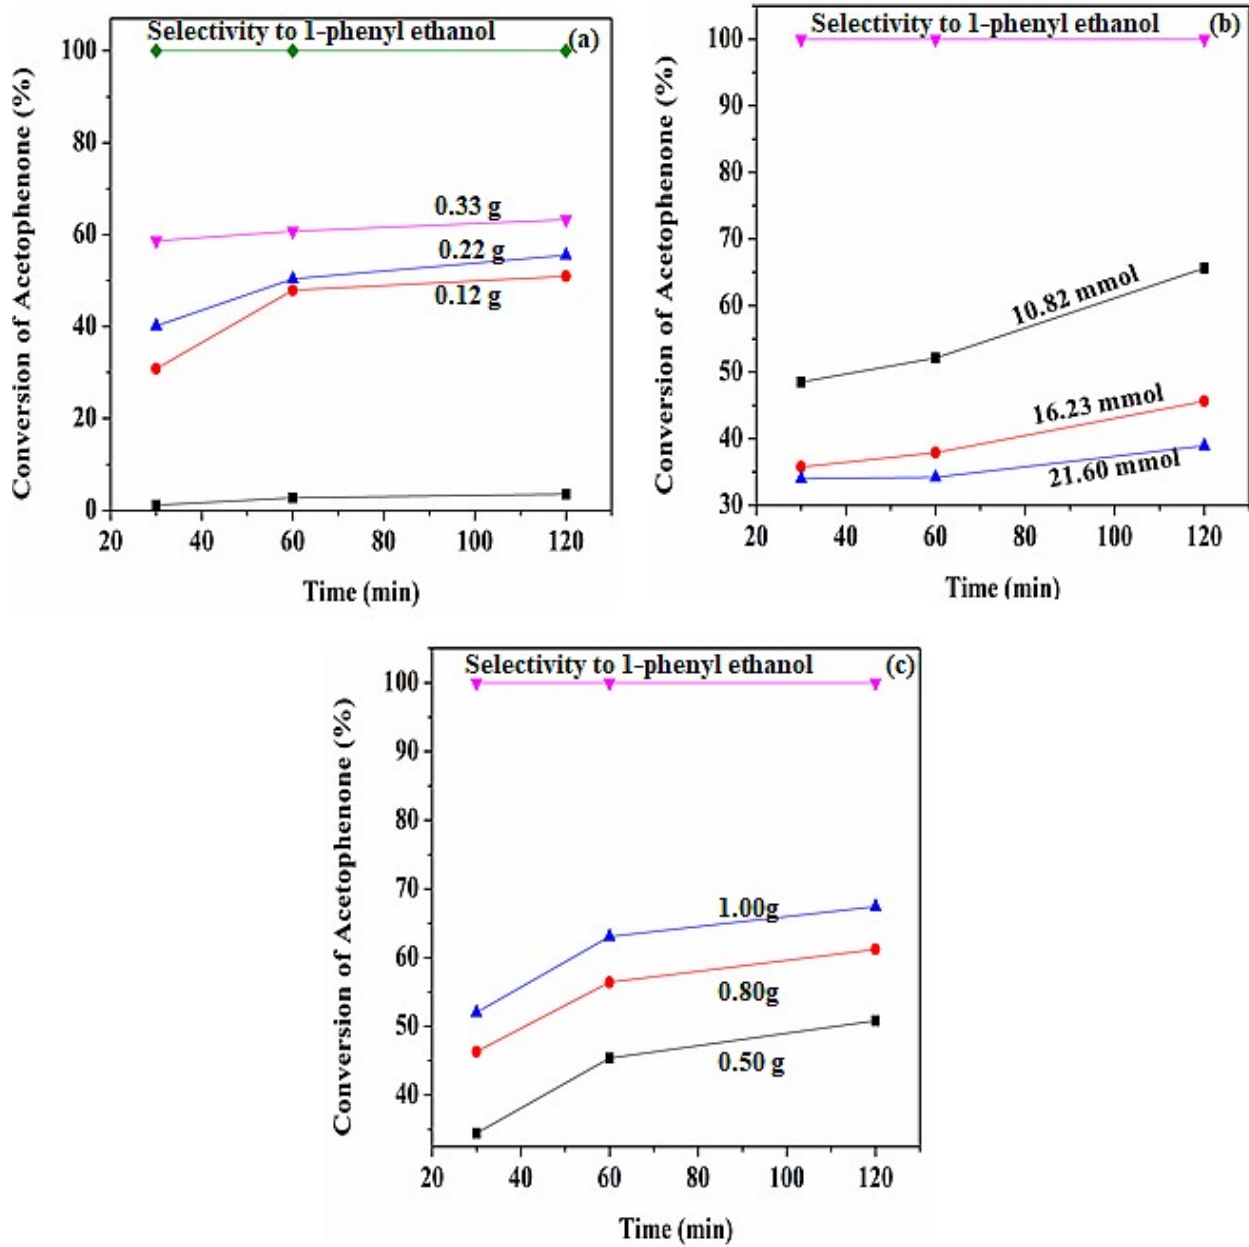 Selectivity to 1-phenyl ethanol
(a)
Conversion of Acetophenone (%)
100
80
60
40
20
0
0.33 g
0.22 g
0.12 g
20 40 60 80 100 120
Time (min)
Selectivity to 1-phenyl ethanol
(b)
Conversion of Acetophenone (%)
100
90
80
70
60
50
40
30
10.82 mmol
16.23 mmol
21.60 mmol
20 40 60 80 100 120
Time (min)
Selectivity to 1-phenyl ethanol
(c)
Conversion of Acetophenone (%)
100
90
80
70
60
50
40
1.00g
0.80g
0.50 g
20 40 60 80 100 120
Time (min)